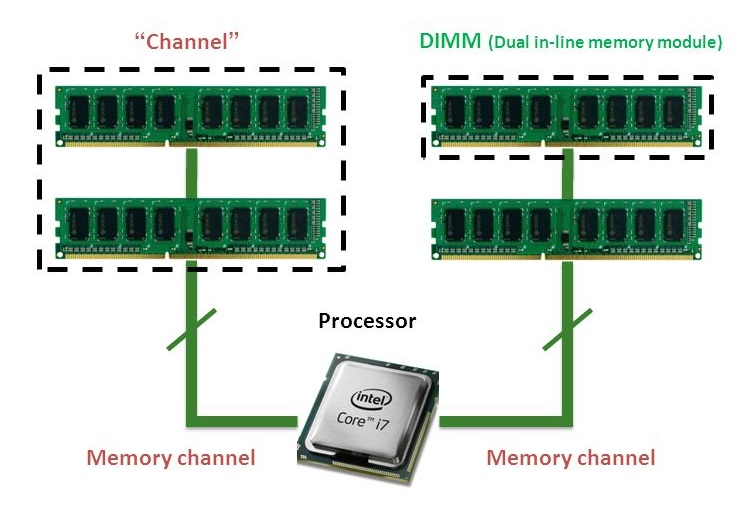 “Channel”
DIMM (Dual in-line memory module)
Processor
intel
Core™ i7
Memory channel
Memory channel